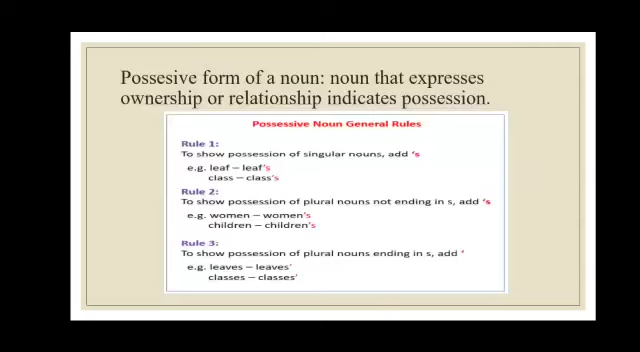 Possesive form of a noun: noun that expresses
ownership or relationship indicates possession.
Possessive Noun General Rules
Rule 1:
To show possession of singular nouns, add ‘s
e.g. leaf – leaf’s
class – class’s
Rule 2:
To show possession of plural nouns not ending in s, add ‘s
e.g. women – women’s
children – children’s
Rule 3:
To show possession of plural nouns ending in s, add ‘
e.g. leaves – leaves’
classes – classes’